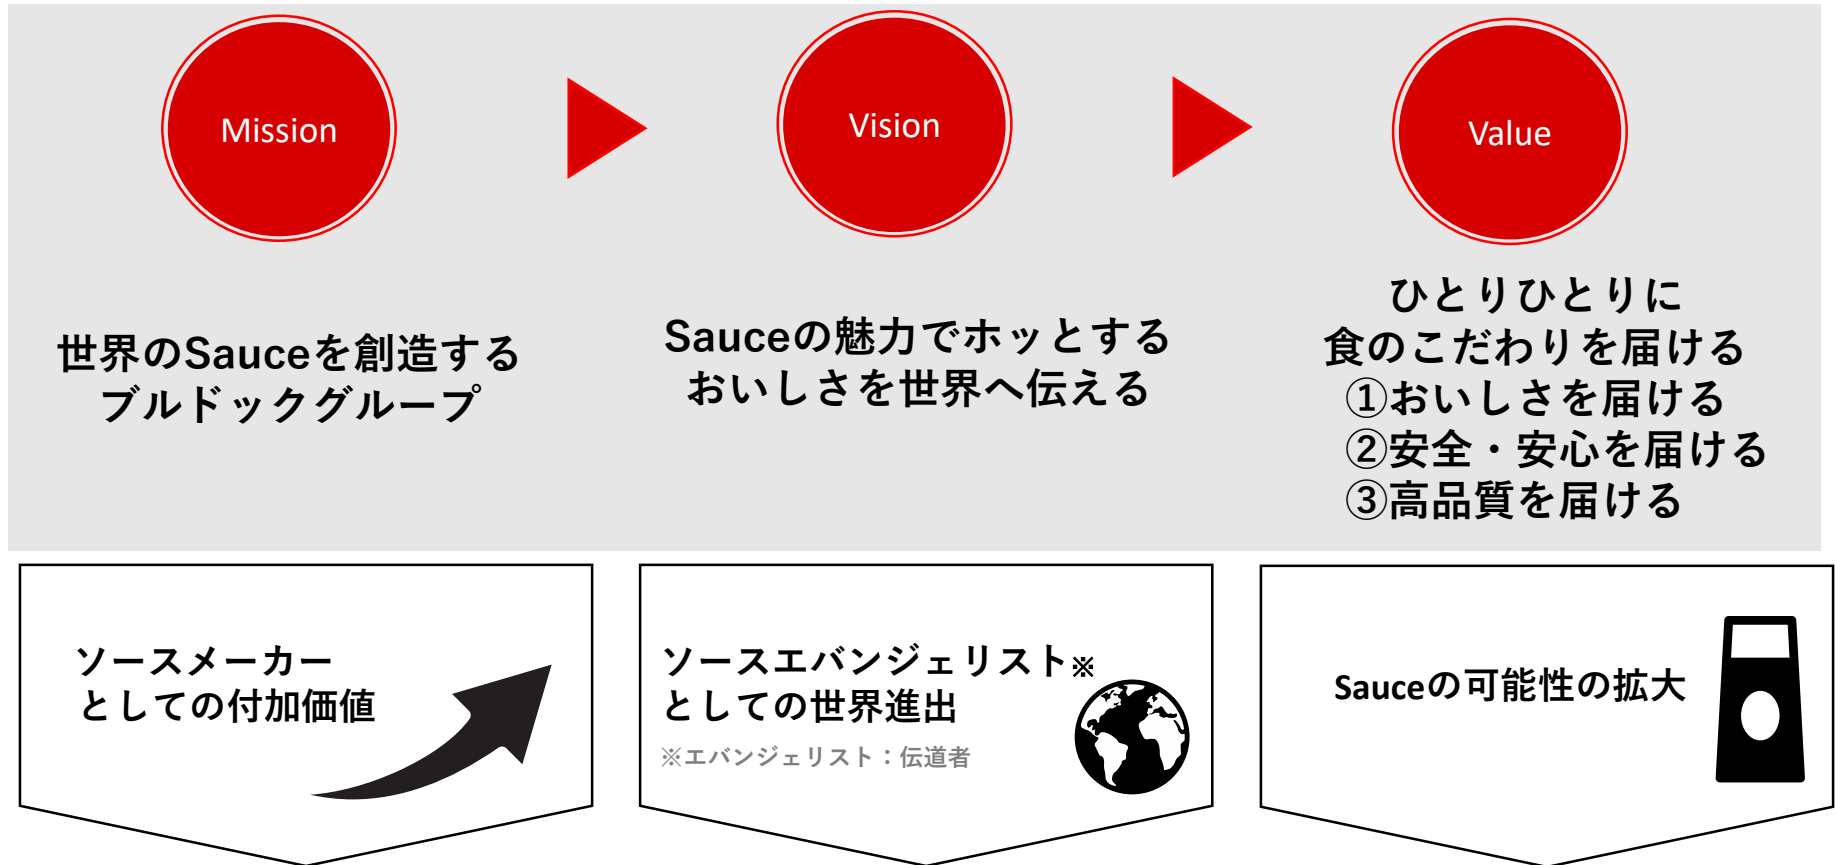 Mission
Vision
Value
世界のSauceを創造する
ブルドックグループ
Sauceの魅力でホッとする
おいしさを世界へ伝える
ひとりひとりに
食のこだわりを届ける
①おいしさを届ける
②安全・安心を届ける
③高品質を届ける
ソースメーカー
としての付加価値
ソースエバンジェリスト※
としての世界進出
※エバンジェリスト：伝道者
Sauceの可能性の拡大